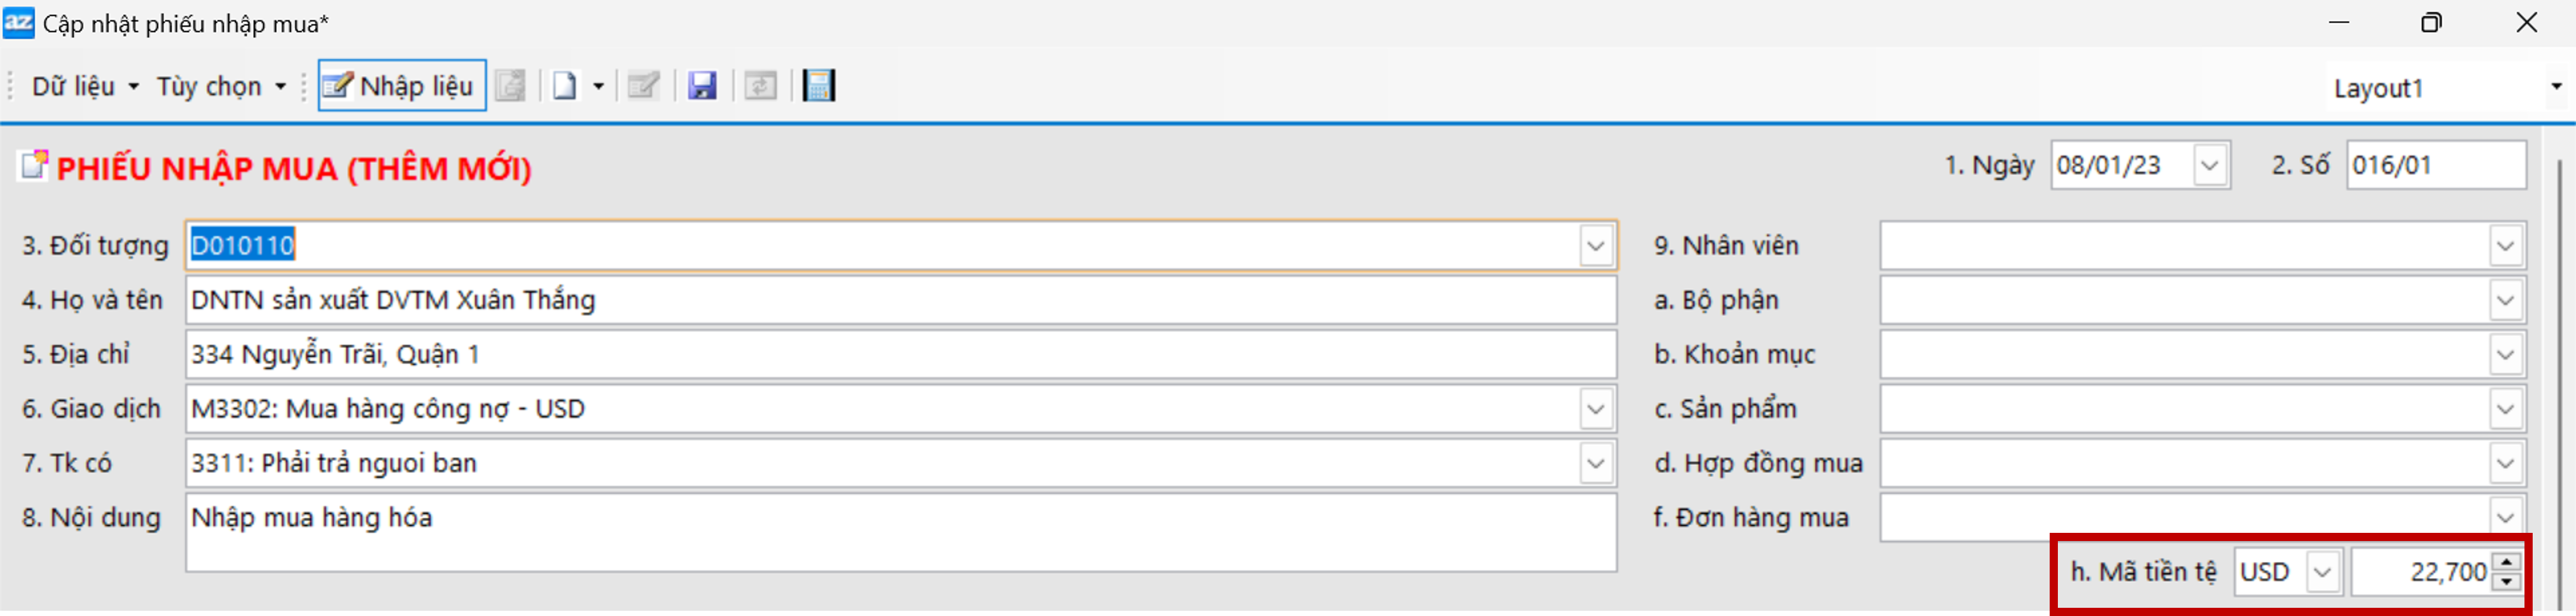 az Cập nhật phiếu nhập mua*
Dữ liệu Tùy chọn Nhập liệu Layout1
PHIẾU NHẬP MUA (THÊM MỚI) 1. Ngày 08/01/23 2. Số 016/01
3. Đối tượng D010110 9. Nhân viên
4. Họ và tên DNTN sản xuất DVTM Xuân Thắng a. Bộ phận
5. Địa chỉ 334 Nguyễn Trãi, Quận 1 b. Khoản mục
6. Giao dịch M3302: Mua hàng công nợ - USD c. Sản phẩm
7. Tk có 3311: Phải trả nguoi ban d. Hợp đồng mua
8. Nội dung Nhập mua hàng hóa f. Đơn hàng mua
h. Mã tiền tệ USD 22,700